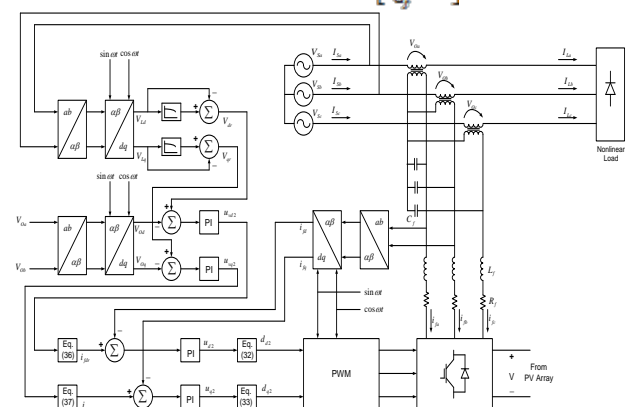 V_Oa
V_Sa I_Sa I_La
sin ωt cos ωt
V_Ob
V_Sb I_Sb I_Lb
V_Oc
V_Sc I_Sc I_Lc
ab αβ
αβ dq
V_Ld
V_Lq
−
+ Σ
V_dr
+ Σ
−
V_qr
Nonlinear
Load
sin ωt cos ωt
C_f
V_Oa
V_Ob
ab αβ
αβ dq
V_Od
V_Oq
+ Σ −
PI
u_od2
+ Σ −
PI
u_oq2
i_fd
i_fq
αβ dq
ab αβ
L_f
R_f
sin ωt
cos ωt
i_fa i_fb i_fc
Eq.
(36)
i_fdr
+ Σ −
PI
u_d2
Eq.
(32)
d_d2
PWM
+
V
−
From
PV Array
Eq.
(37)
+ Σ −
PI
u_q2
Eq.
(33)
d_q2